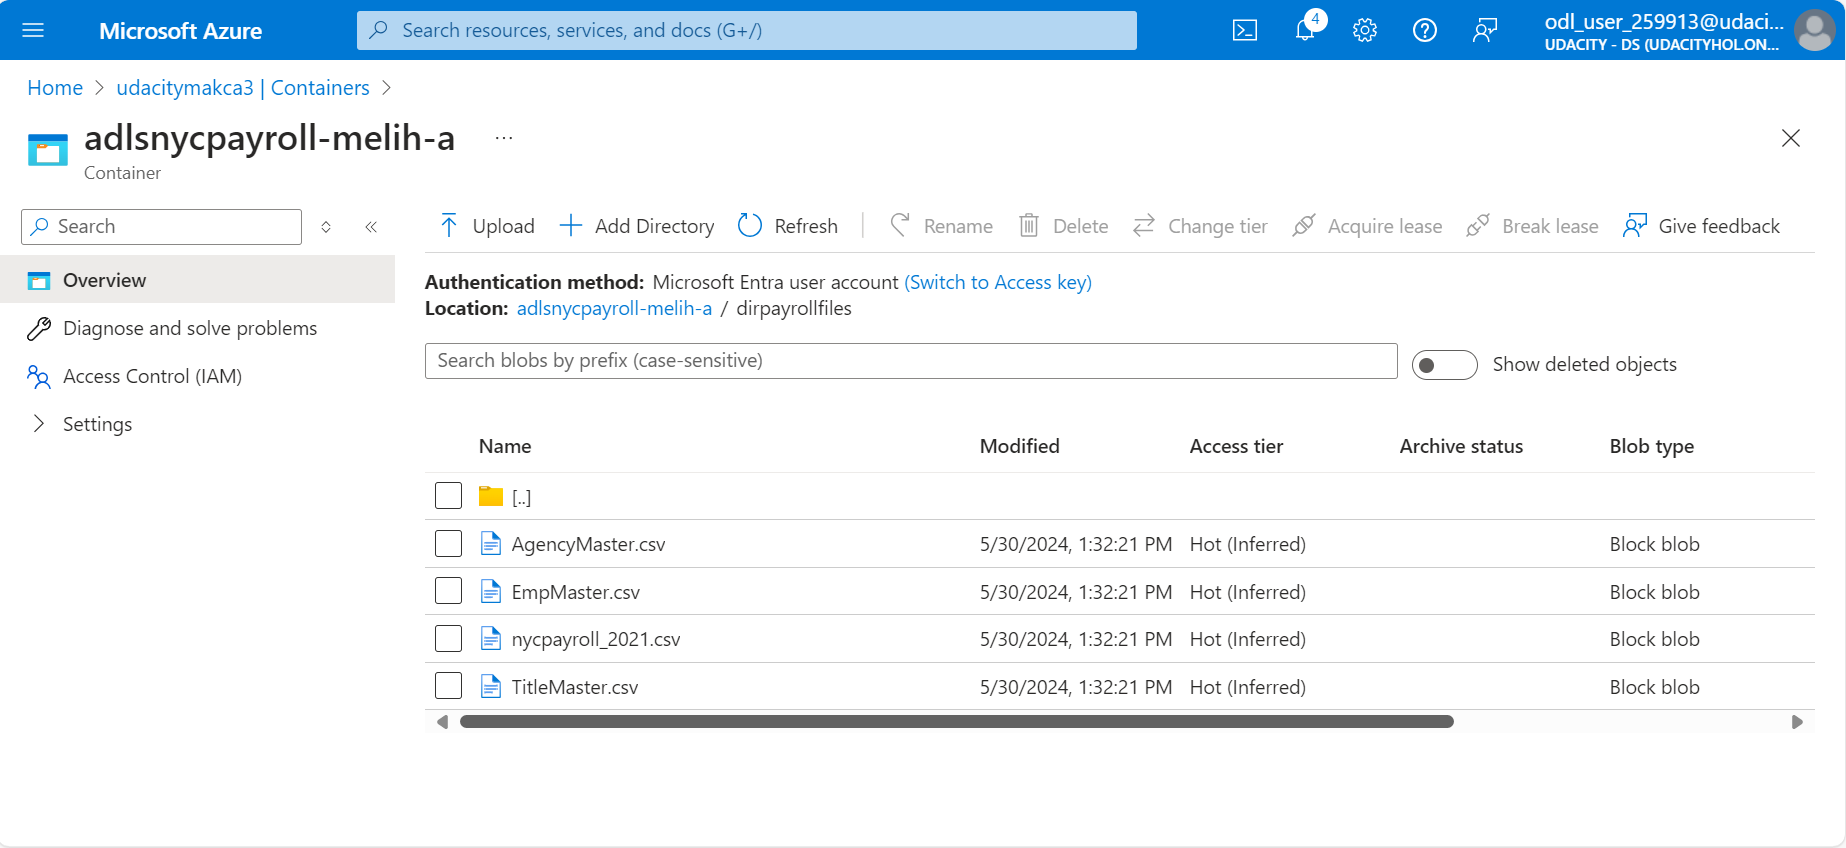 Microsoft Azure
Search resources, services, and docs (G+/)
4
odl_user_259913@udaci...
UDACITY - DS (UDACITYHOL.ON...
Home > udacitymakca3 | Containers >
adlsnycpayroll-melih-a ...
Container
Search
Upload Add Directory Refresh Rename Delete Change tier Acquire lease Break lease Give feedback
Overview
Diagnose and solve problems
Access Control (IAM)
Settings
Authentication method: Microsoft Entra user account (Switch to Access key)
Location: adlsnycpayroll-melih-a / dirpayrollfiles
Search blobs by prefix (case-sensitive)
Show deleted objects
Name Modified Access tier Archive status Blob type
[..]
AgencyMaster.csv 5/30/2024, 1:32:21 PM Hot (Inferred) Block blob
EmpMaster.csv 5/30/2024, 1:32:21 PM Hot (Inferred) Block blob
nycpayroll_2021.csv 5/30/2024, 1:32:21 PM Hot (Inferred) Block blob
TitleMaster.csv 5/30/2024, 1:32:21 PM Hot (Inferred) Block blob